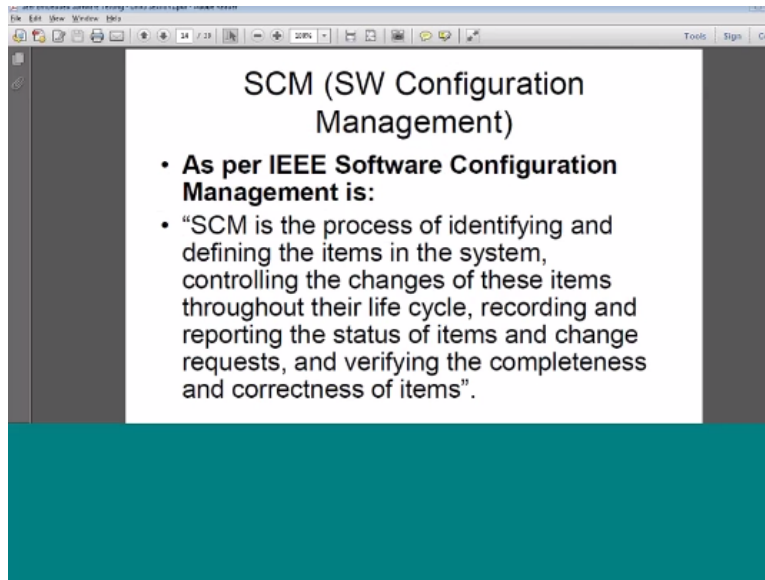 File Edit View Window Help
Tools Sign
SCM (SW Configuration
Management)
• As per IEEE Software Configuration
Management is:
• “SCM is the process of identifying and
defining the items in the system,
controlling the changes of these items
throughout their life cycle, recording and
reporting the status of items and change
requests, and verifying the completeness
and correctness of items”.